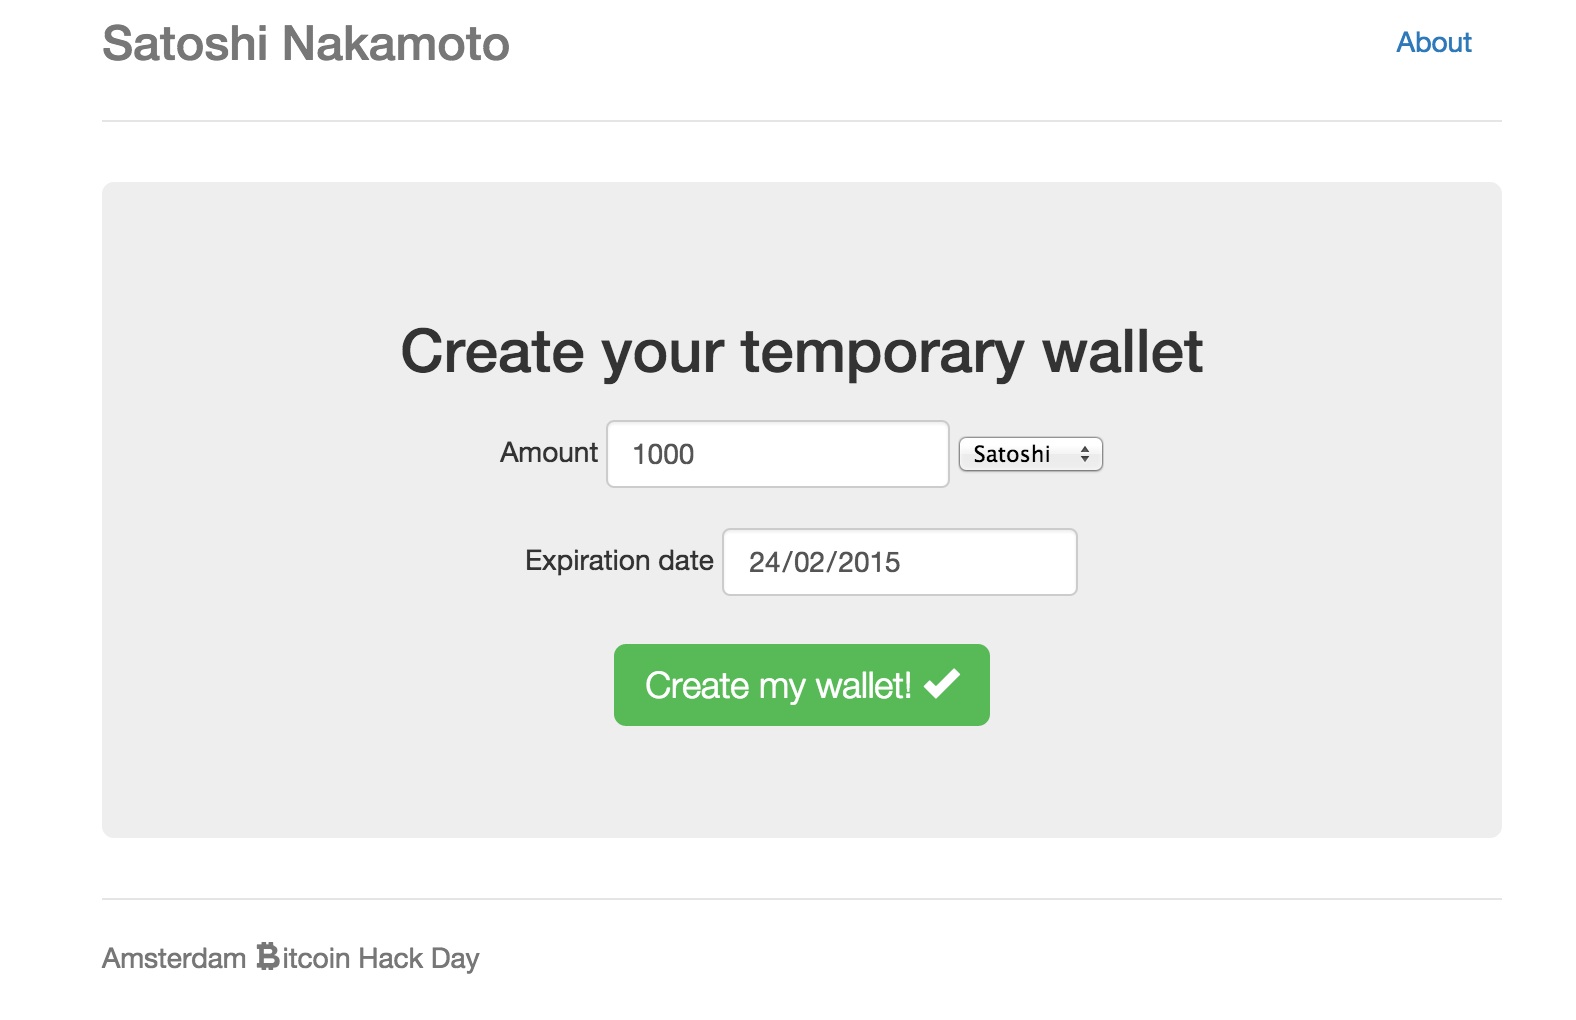 Satoshi Nakamoto
About
Create your temporary wallet
Amount 1000 Satoshi
Expiration date 24/02/2015
Create my wallet!
Amsterdam Bitcoin Hack Day